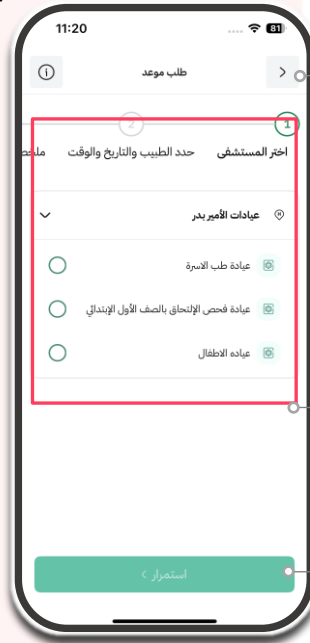 11:20
81
طلب موعد
1
2
اختر المستشفى
حدد الطبيب والتاريخ والوقت
عيادات الأمير بدر
عيادة طب الاسرة
عيادة فحص الإلتحاق بالصف الأول الإبتدائي
عياده الاطفال
استمرار >